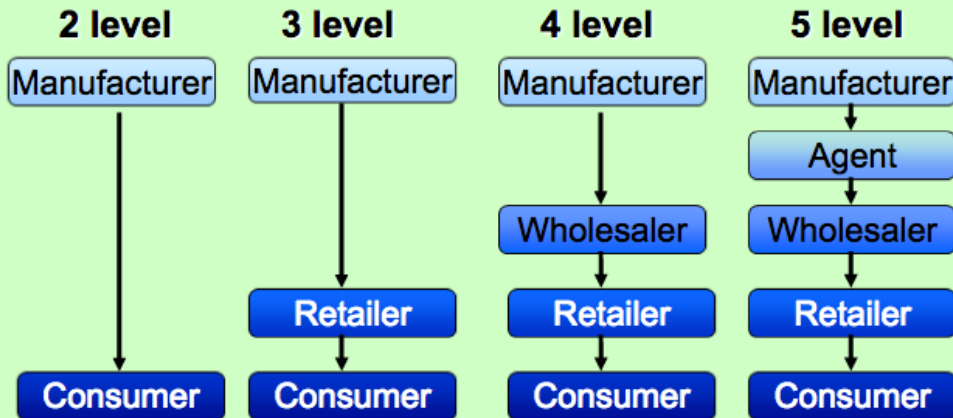 2 level
3 level
4 level
5 level
Manufacturer
Manufacturer
Manufacturer
Manufacturer
Agent
Wholesaler
Wholesaler
Retailer
Retailer
Retailer
Consumer
Consumer
Consumer
Consumer